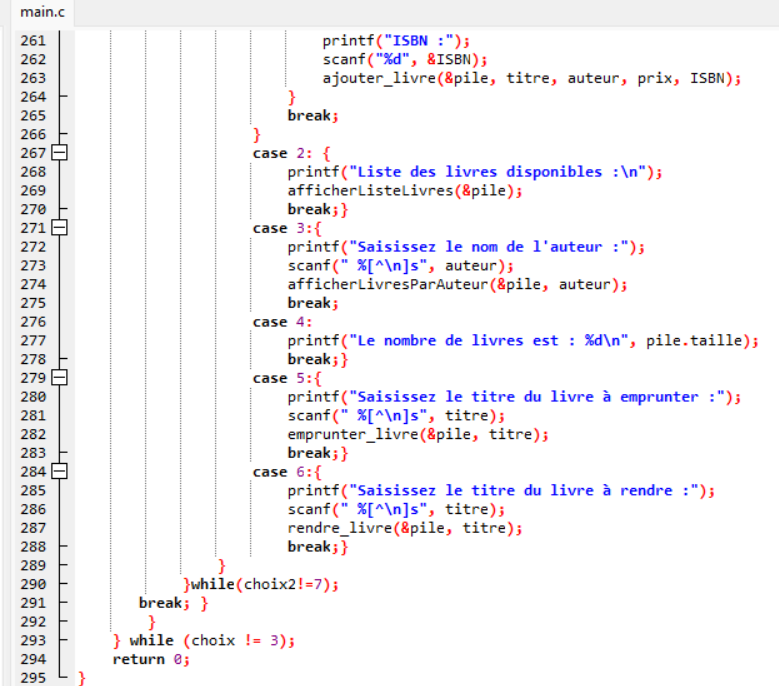 main.c
261 printf("ISBN :");
262 scanf("%d", &ISBN);
263 ajouter_livre(&pile, titre, auteur, prix, ISBN);
264 }
265 break;
266 }
267 case 2: {
268 printf("Liste des livres disponibles :\n");
269 afficherListeLivres(&pile);
270 break;}
271 case 3:{
272 printf("Saisissez le nom de l'auteur :");
273 scanf(" %[^\n]s", auteur);
274 afficherLivresParAuteur(&pile, auteur);
275 break;
276 case 4:
277 printf("Le nombre de livres est : %d\n", pile.taille);
278 break;}
279 case 5:{
280 printf("Saisissez le titre du livre à emprunter :");
281 scanf(" %[^\n]s", titre);
282 emprunter_livre(&pile, titre);
283 break;}
284 case 6:{
285 printf("Saisissez le titre du livre à rendre :");
286 scanf(" %[^\n]s", titre);
287 rendre_livre(&pile, titre);
288 break;}
289 }
290 }while(choix2!=7);
291 break; }
292 }
293 } while (choix != 3);
294 return 0;
295 }